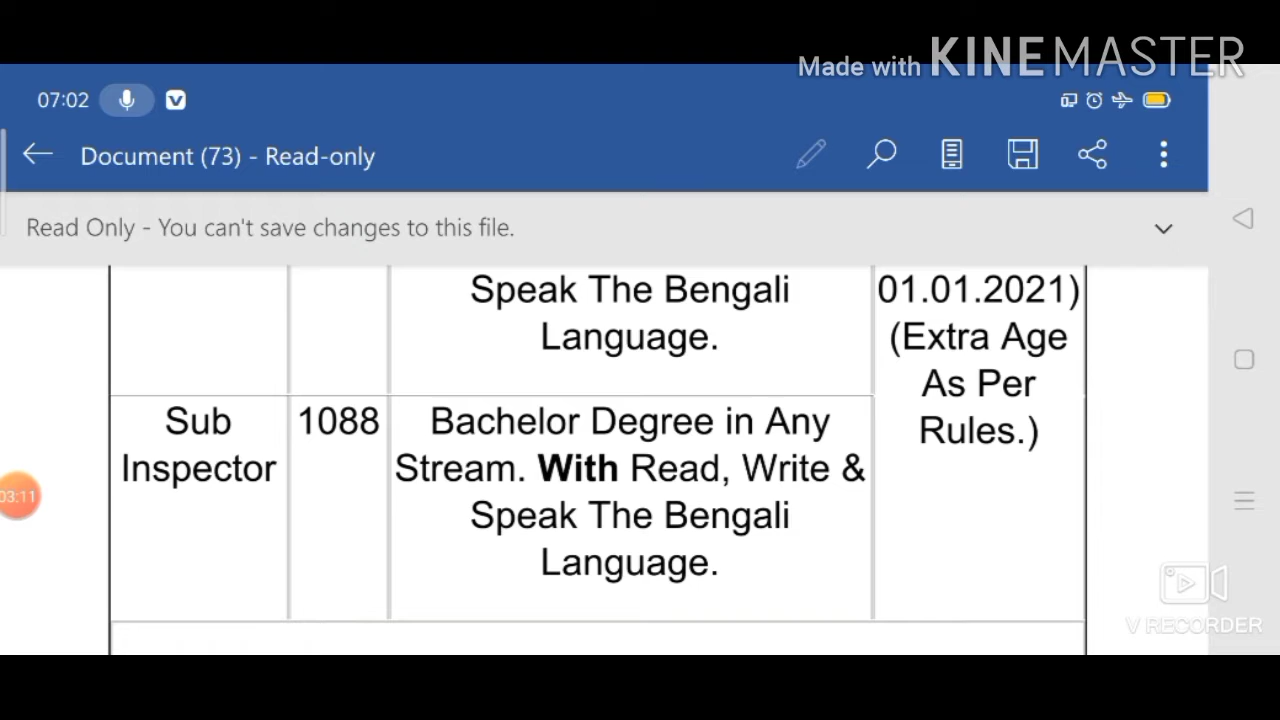 Made with KINEMASTER
07:02
Document (73) - Read-only
Read Only - You can't save changes to this file.
Speak The Bengali
Language.
01.01.2021)
(Extra Age
As Per
Rules.)
Sub
Inspector
1088
Bachelor Degree in Any
Stream. With Read, Write &
Speak The Bengali
Language.
03:11
V RECORDER